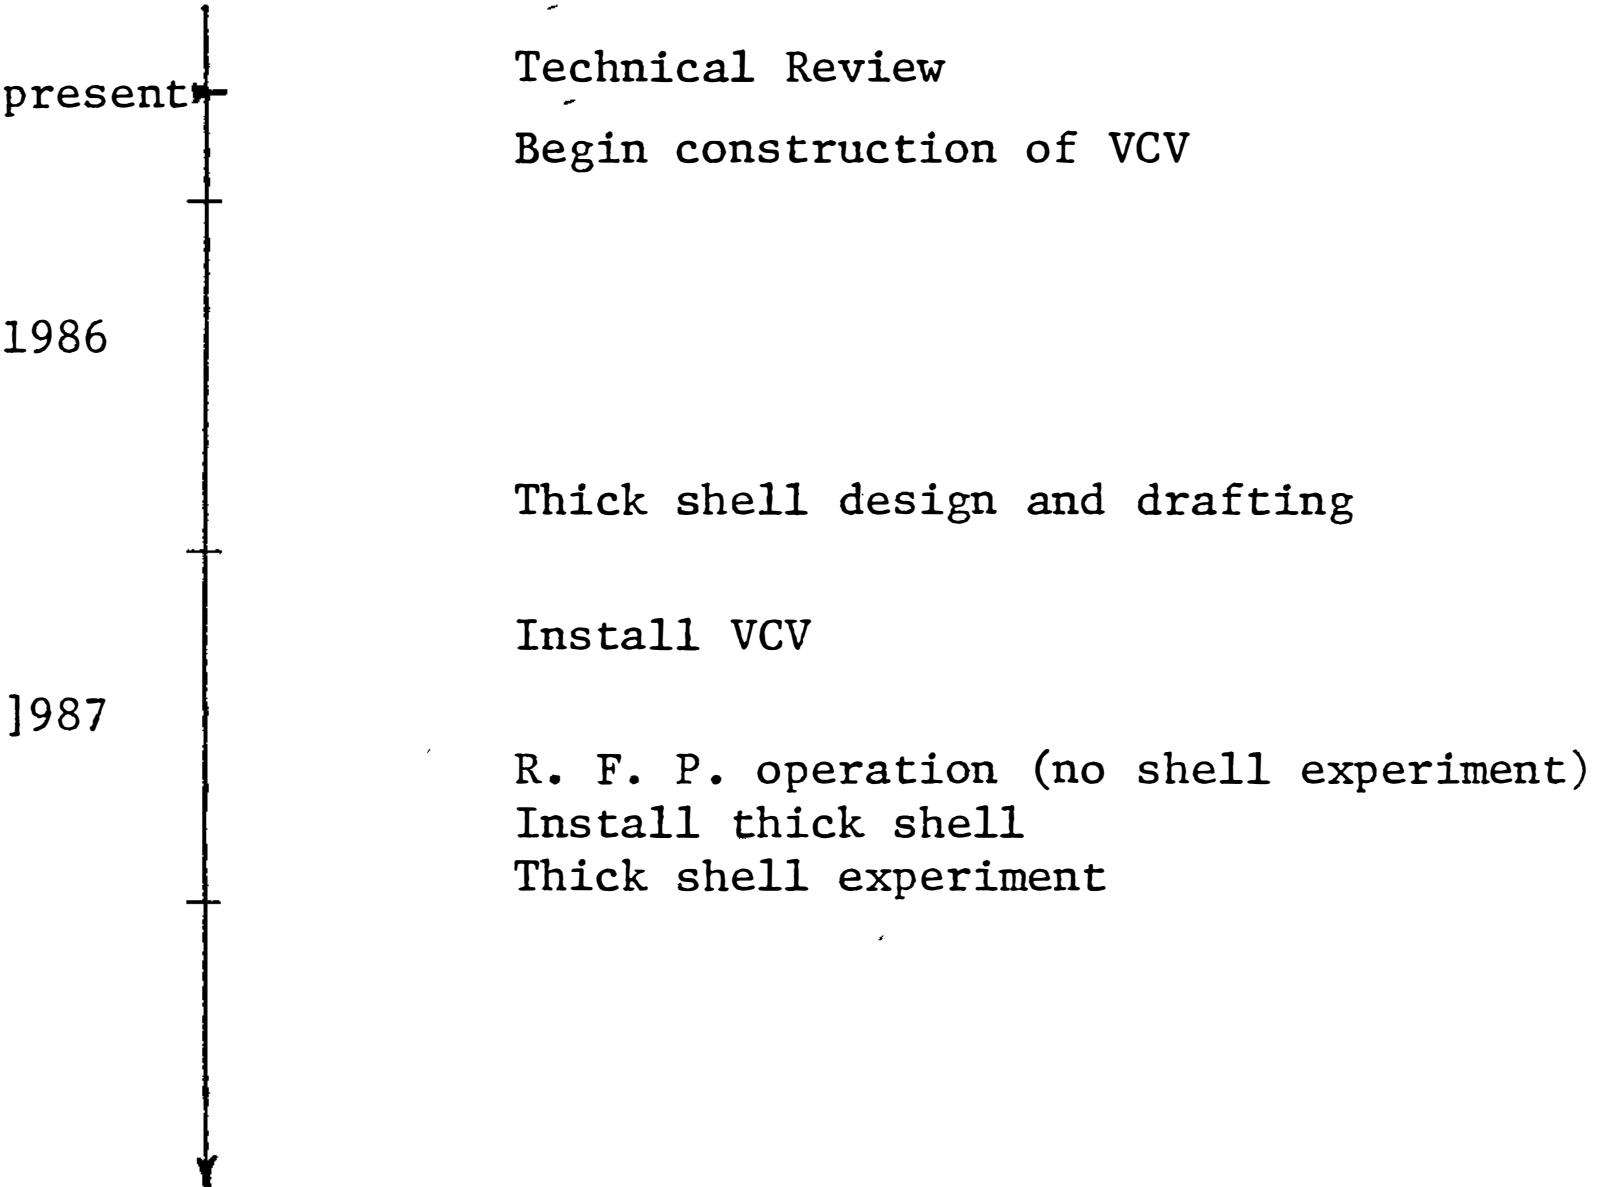 Technical Review
present
Begin construction of VCV
1986
Thick shell design and drafting
Install VCV
1987
R. F. P. operation (no shell experiment)
Install thick shell
Thick shell experiment